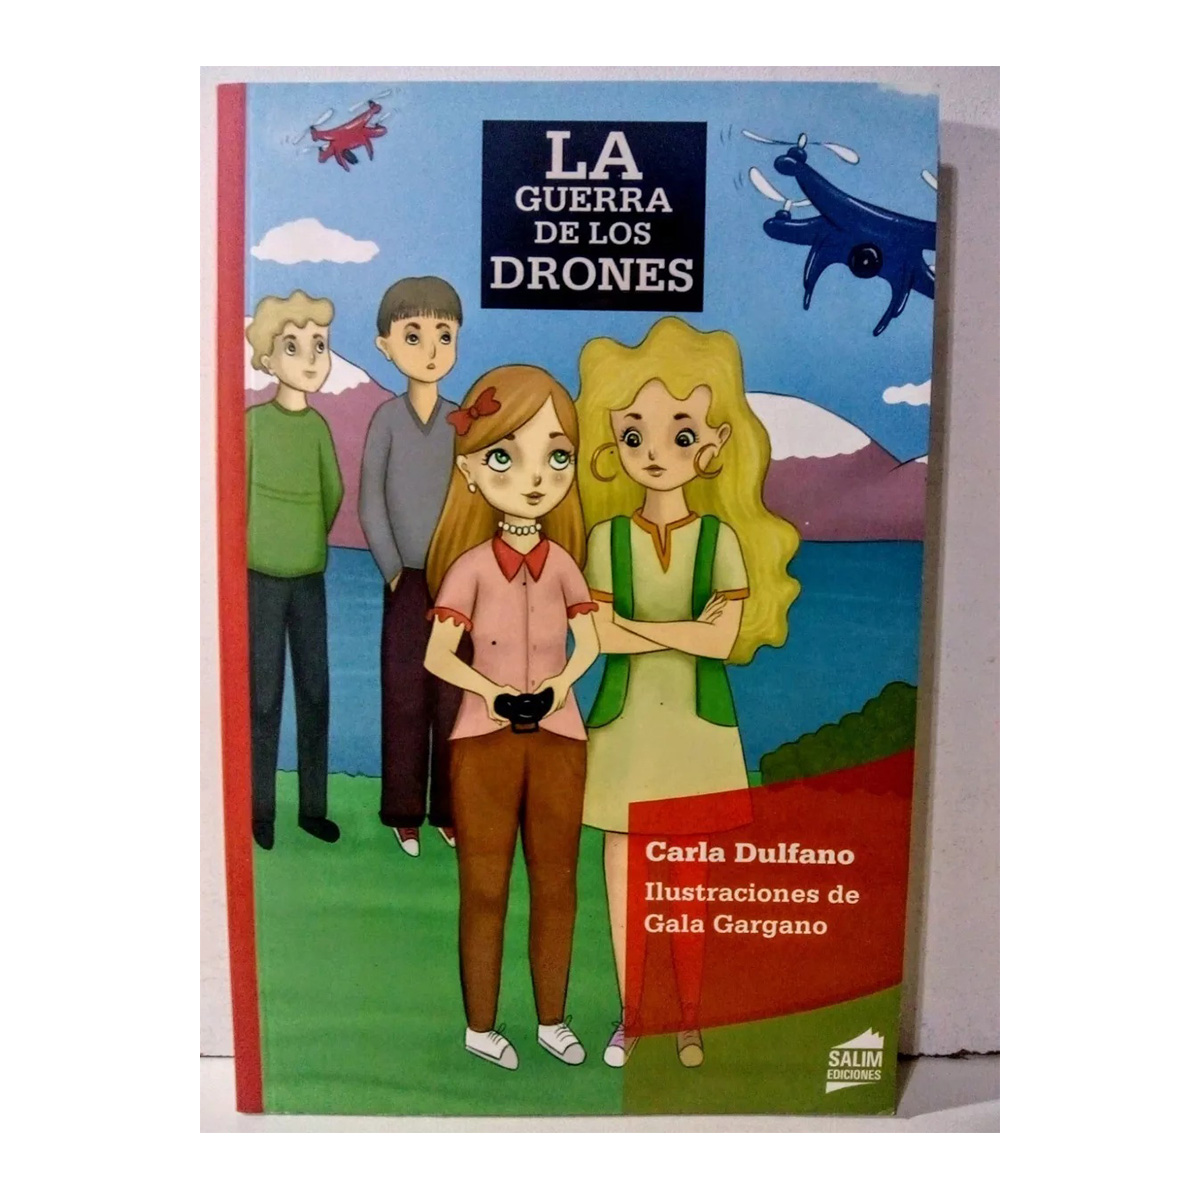 LA
GUERRA
DE LOS
DRONES
Carla Dulfano
Ilustraciones de
Gala Gargano
SALIM
EDICIONES